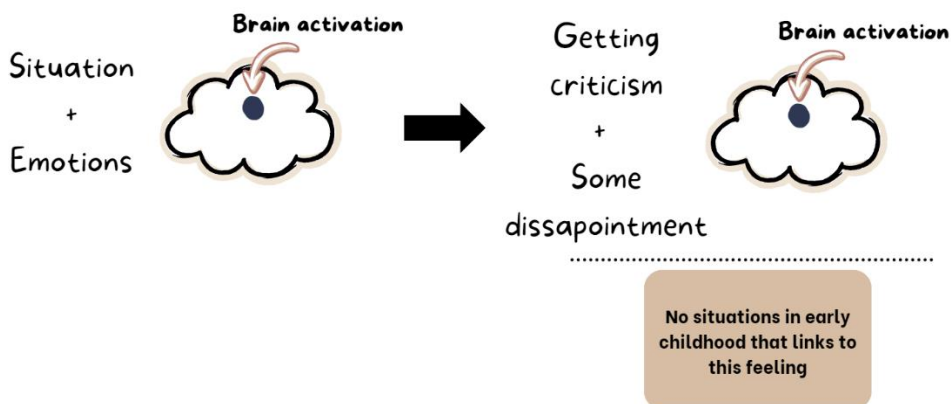 Brain activation
Situation
+
Emotions
Brain activation
Getting
criticism
+
Some
dissapointment
No situations in early
childhood that links to
this feeling